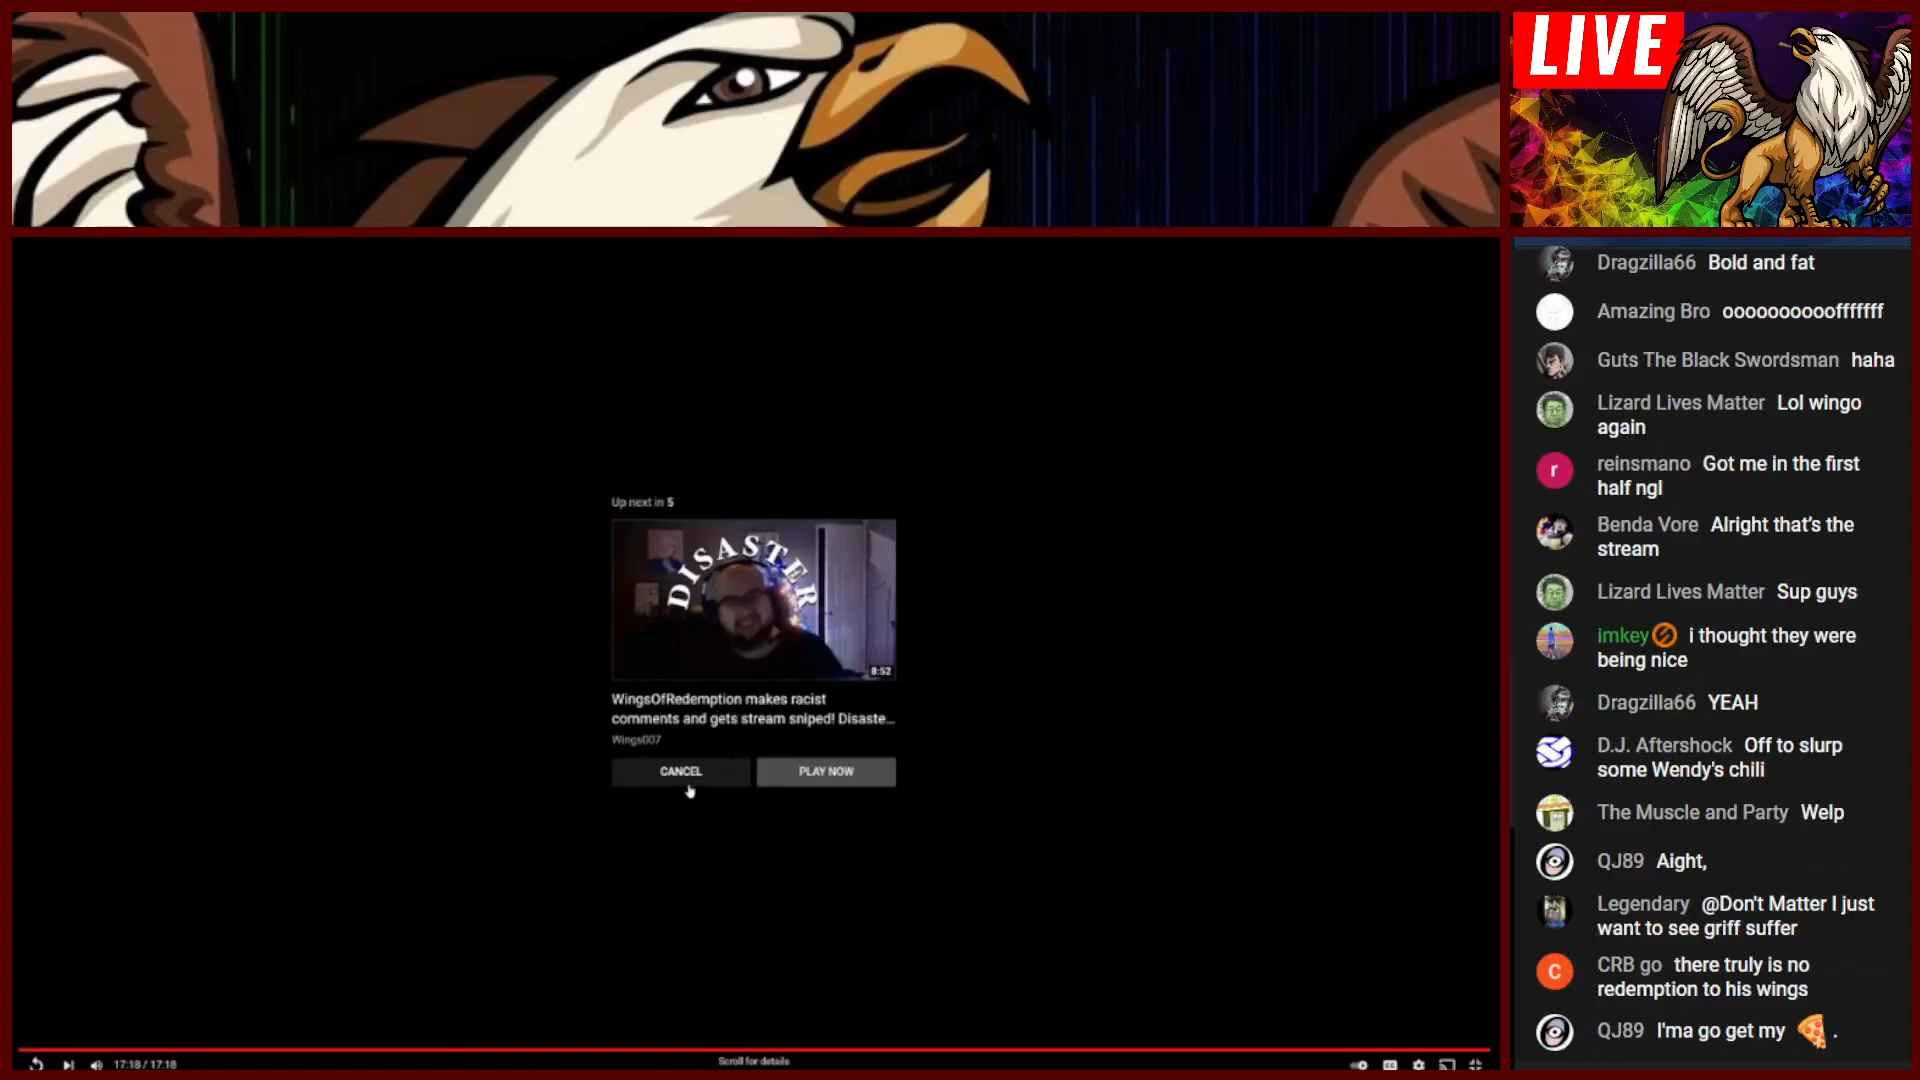 LIVE
Up next in 5
DISASTER
8:52
WingsOfRedemption makes racist
comments and gets stream sniped! Disaste...
Wings007
CANCEL
PLAY NOW
17:18 / 17:18
Scroll for details
Dragzilla66 Bold and fat
Amazing Bro ooooooooooffffffff
Guts The Black Swordsman haha
Lizard Lives Matter Lol wingo
again
r
reinsmano Got me in the first
half ngl
Benda Vore Alright that's the
stream
Lizard Lives Matter Sup guys
imkey i thought they were
being nice
Dragzilla66 YEAH
D.J. Aftershock Off to slurp
some Wendy's chili
The Muscle and Party Welp
QJ89 Aight,
Legendary @Don't Matter I just
want to see griff suffer
C
CRB go there truly is no
redemption to his wings
QJ89 I'ma go get my 🍕.